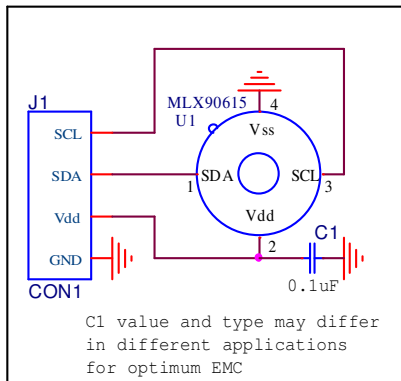 J1
SCL
SDA
Vdd
GND
CON1
MLX90615
U1
4
Vss
1
SDA
SCL
3
Vdd
2
C1
0.1uF
C1 value and type may differ
in different applications
for optimum EMC